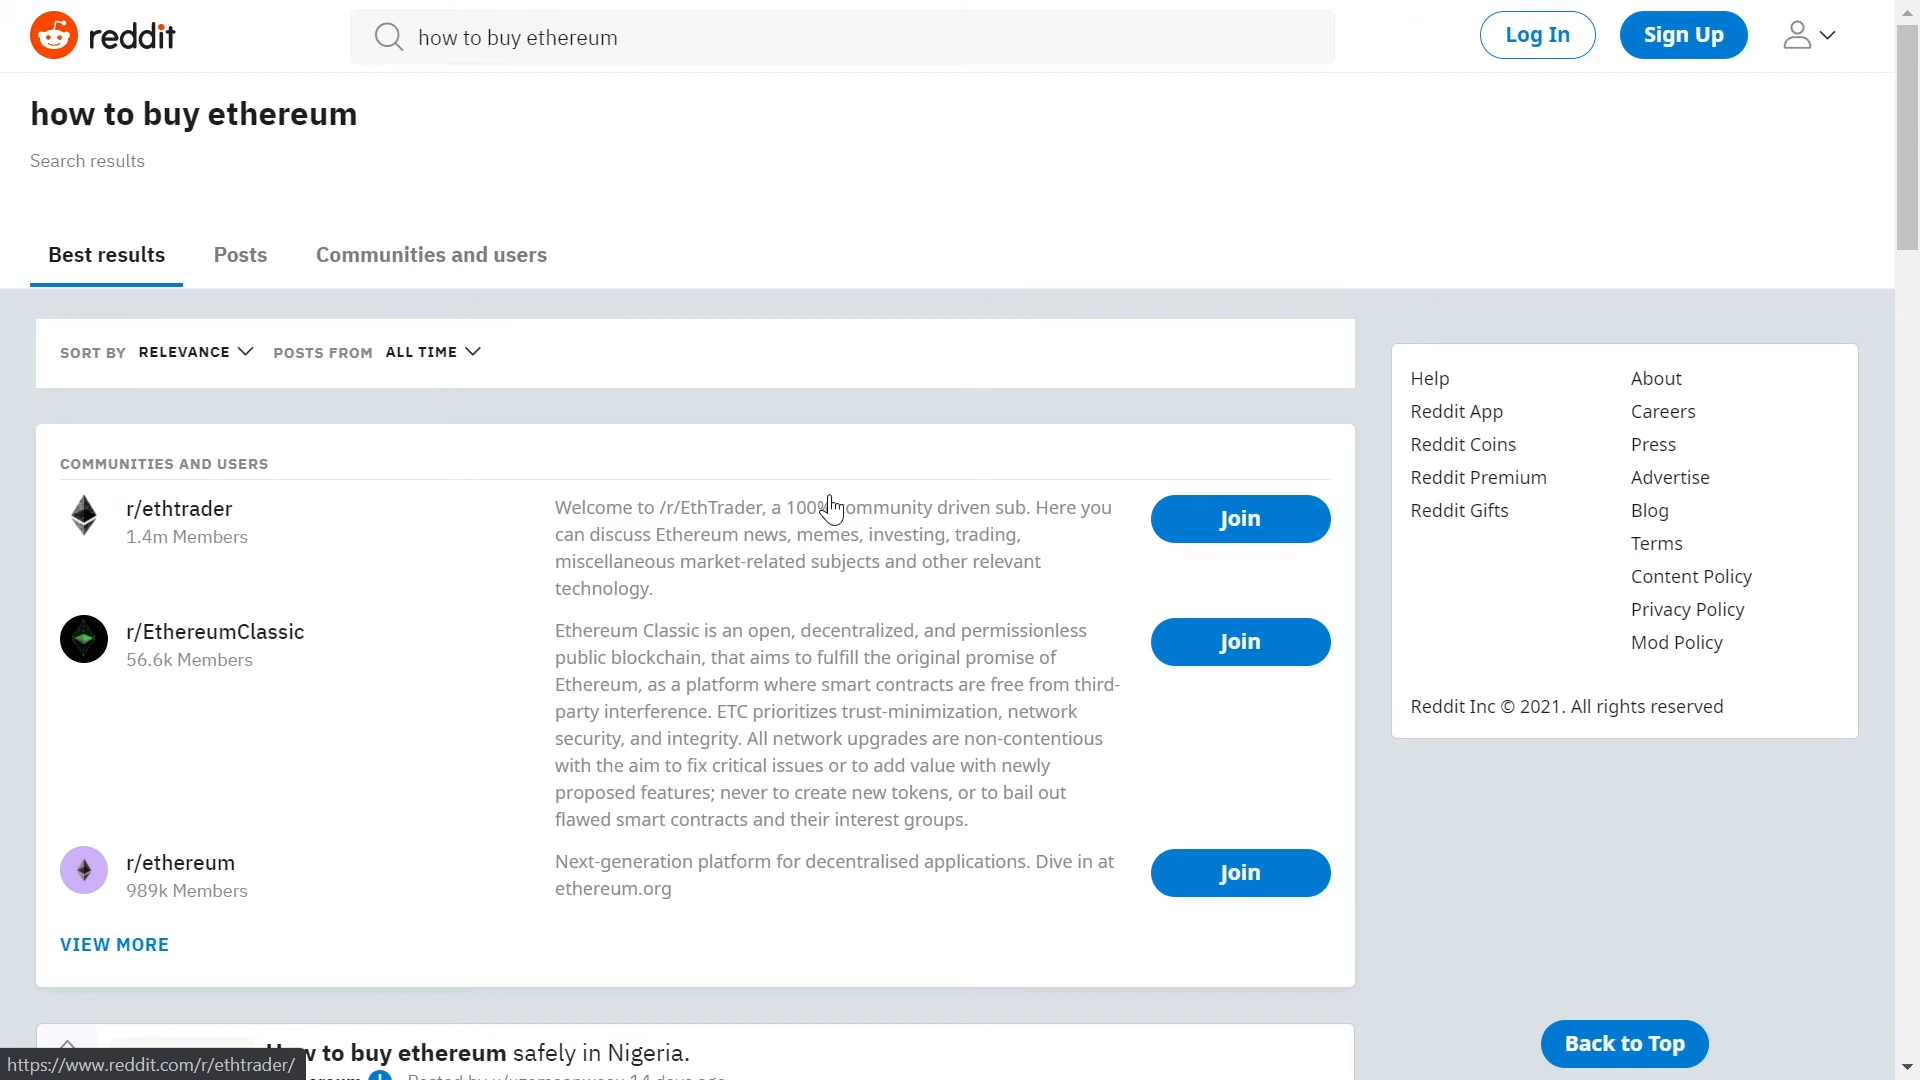 reddit
how to buy ethereum
Log In
Sign Up
how to buy ethereum
Search results
Best results
Posts
Communities and users
SORT BY RELEVANCE POSTS FROM ALL TIME
COMMUNITIES AND USERS
r/ethtrader
1.4m Members
Welcome to /r/EthTrader, a 100% community driven sub. Here you
can discuss Ethereum news, memes, investing, trading,
miscellaneous market-related subjects and other relevant
technology.
Join
r/EthereumClassic
56.6k Members
Ethereum Classic is an open, decentralized, and permissionless
public blockchain, that aims to fulfill the original promise of
Ethereum, as a platform where smart contracts are free from third-
party interference. ETC prioritizes trust-minimization, network
security, and integrity. All network upgrades are non-contentious
with the aim to fix critical issues or to add value with newly
proposed features; never to create new tokens, or to bail out
flawed smart contracts and their interest groups.
Join
r/ethereum
989k Members
Next-generation platform for decentralised applications. Dive in at
ethereum.org
Join
VIEW MORE
Help
Reddit App
Reddit Coins
Reddit Premium
Reddit Gifts
About
Careers
Press
Advertise
Blog
Terms
Content Policy
Privacy Policy
Mod Policy
Reddit Inc © 2021. All rights reserved
How to buy ethereum safely in Nigeria.
Back to Top
https://www.reddit.com/r/ethtrader/